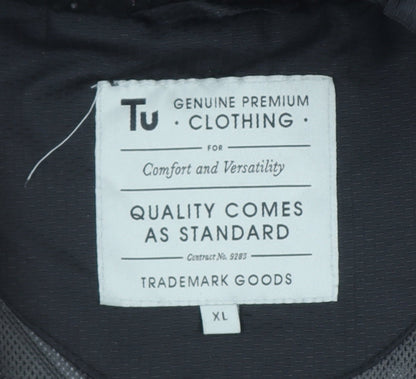 Tu GENUINE PREMIUM
· CLOTHING ·
FOR
Comfort and Versatility
QUALITY COMES
AS STANDARD
Contract No. 9283
TRADEMARK GOODS
XL